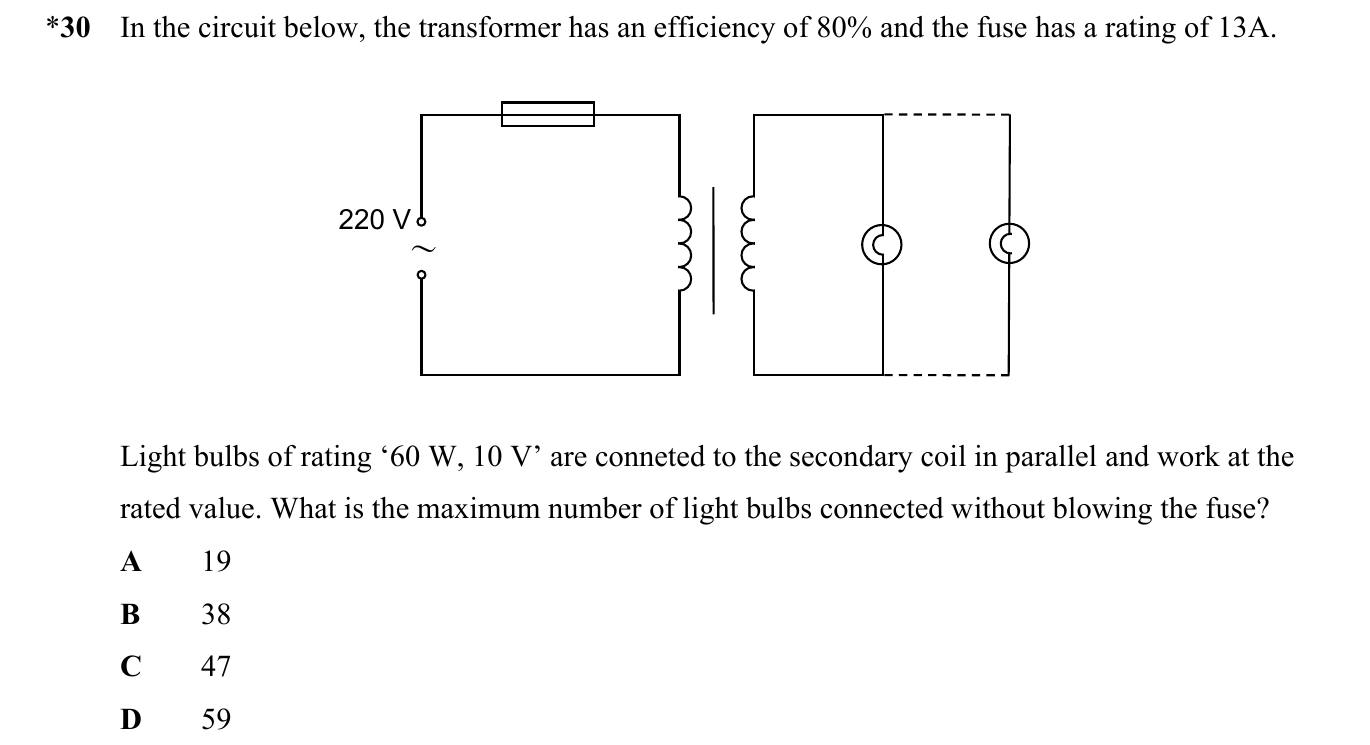 *30 In the circuit below, the transformer has an efficiency of 80% and the fuse has a rating of 13A.
220 V
~
Light bulbs of rating ‘60 W, 10 V’ are conneted to the secondary coil in parallel and work at the
rated value. What is the maximum number of light bulbs connected without blowing the fuse?
A 19
B 38
C 47
D 59